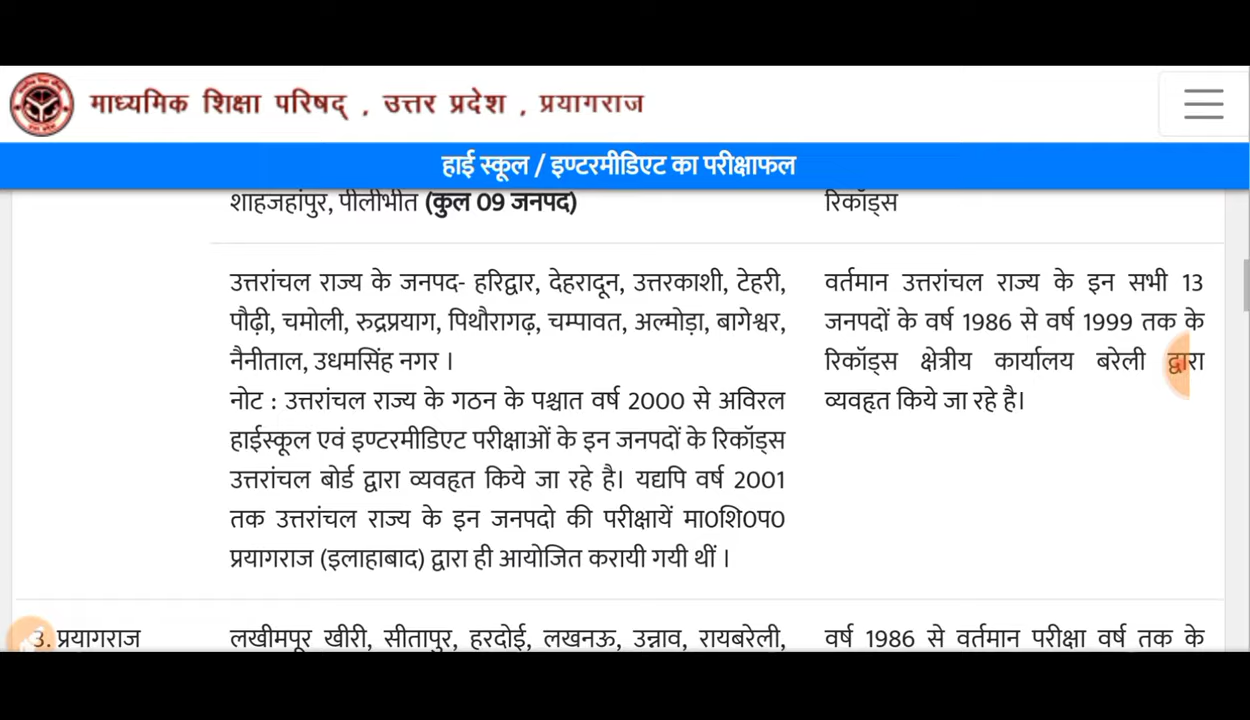 माध्यमिक शिक्षा परिषद् , उत्तर प्रदेश , प्रयागराज
हाई स्कूल / इण्टरमीडिएट का परीक्षाफल
शाहजहांपुर, पीलीभीत (कुल 09 जनपद)
रिकॉड्स
उत्तरांचल राज्य के जनपद- हरिद्वार, देहरादून, उत्तरकाशी, टेहरी,
पौढ़ी, चमोली, रुद्रप्रयाग, पिथौरागढ़, चम्पावत, अल्मोड़ा, बागेश्वर,
नैनीताल, उधमसिंह नगर ।
नोट : उत्तरांचल राज्य के गठन के पश्चात वर्ष 2000 से अविरल
हाईस्कूल एवं इण्टरमीडिएट परीक्षाओं के इन जनपदों के रिकॉड्स
उत्तरांचल बोर्ड द्वारा व्यवहृत किये जा रहे है। यद्यपि वर्ष 2001
तक उत्तरांचल राज्य के इन जनपदो की परीक्षायें मा0शि0प0
प्रयागराज (इलाहाबाद) द्वारा ही आयोजित करायी गयी थीं ।
वर्तमान उत्तरांचल राज्य के इन सभी 13
जनपदों के वर्ष 1986 से वर्ष 1999 तक के
रिकॉड्स क्षेत्रीय कार्यालय बरेली द्वारा
व्यवहृत किये जा रहे है।
3. प्रयागराज
लखीमपूर खीरी, सीतापुर, हरदोई, लखनऊ, उन्नाव, रायबरेली,
वर्ष 1986 से वर्तमान परीक्षा वर्ष तक के